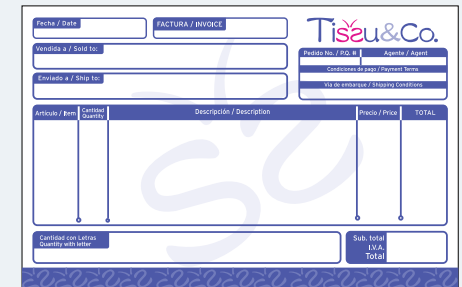 Fecha / Date
FACTURA / INVOICE
Tissu&Co.
Vendida a / Sold to:
Pedido No. / P.O. #
Agente / Agent
Condiciones de pago / Payment Terms
Enviado a / Ship to:
Via de embarque / Shipping Conditions
Artículo / Item
Cantidad
Quantity
Descripción / Description
Precio / Price
TOTAL
Cantidad con Letras
Quantity with letter
Sub. total
I.V.A.
Total